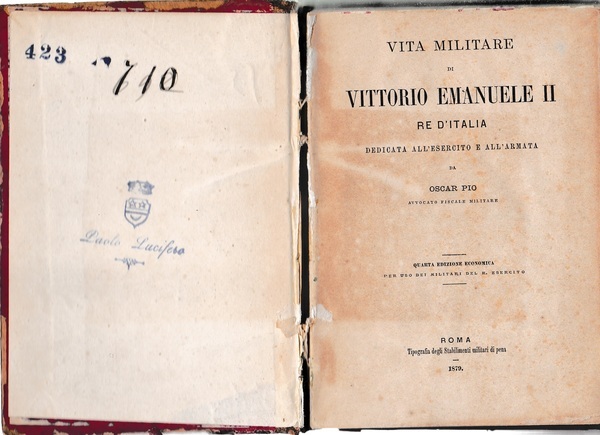 423
710
Paolo Lucifero
VITA MILITARE
DI
VITTORIO EMANUELE II
RE D'ITALIA
DEDICATA ALL'ESERCITO E ALL'ARMATA
DA
OSCAR PIO
AVVOCATO FISCALE MILITARE
QUARTA EDIZIONE ECONOMICA
PER USO DEI MILITARI DEL R. ESERCITO
ROMA
Tipografia degli Stabilimenti militari di pena
1879.